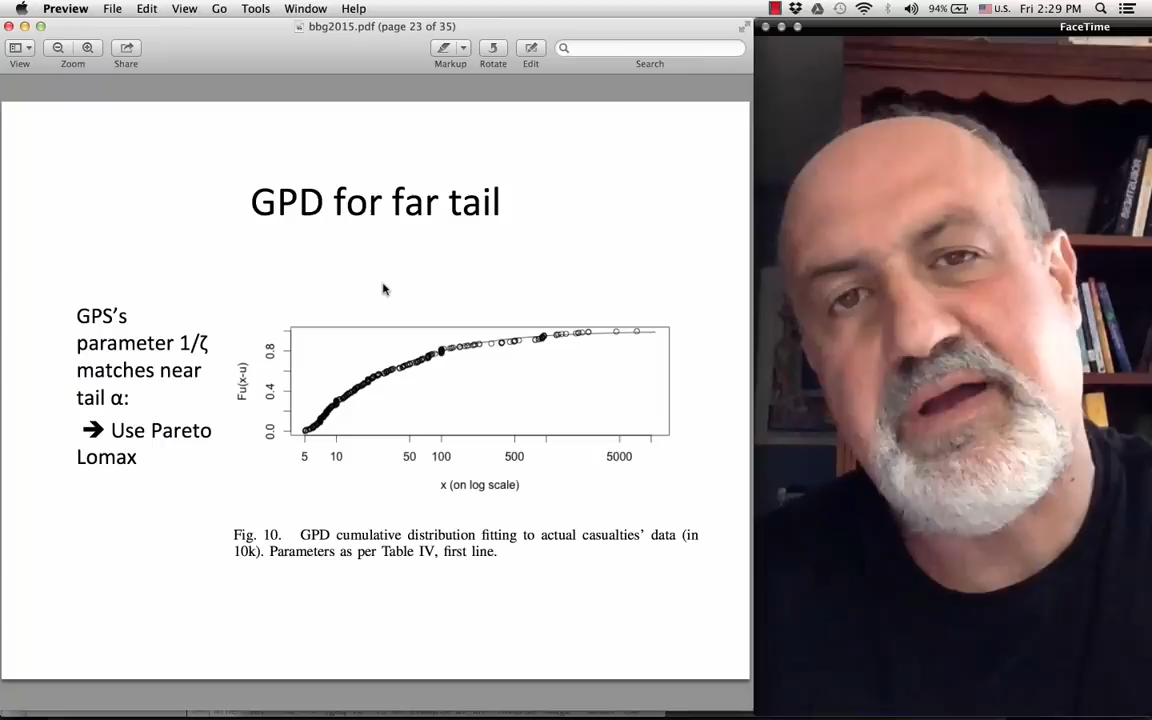 Preview File Edit View Go Tools Window Help
94% U.S. Fri 2:29 PM
bbg2015.pdf (page 23 of 35)
FaceTime
View Zoom Share Markup Rotate Edit Search
Search
GPD for far tail
GPS's
parameter 1/ζ
matches near
tail α:
➔ Use Pareto
Lomax
Fu(x-u)
0.8
0.4
0.0
5 10 50 100 500 5000
x (on log scale)
Fig. 10. GPD cumulative distribution fitting to actual casualties' data (in
10k). Parameters as per Table IV, first line.